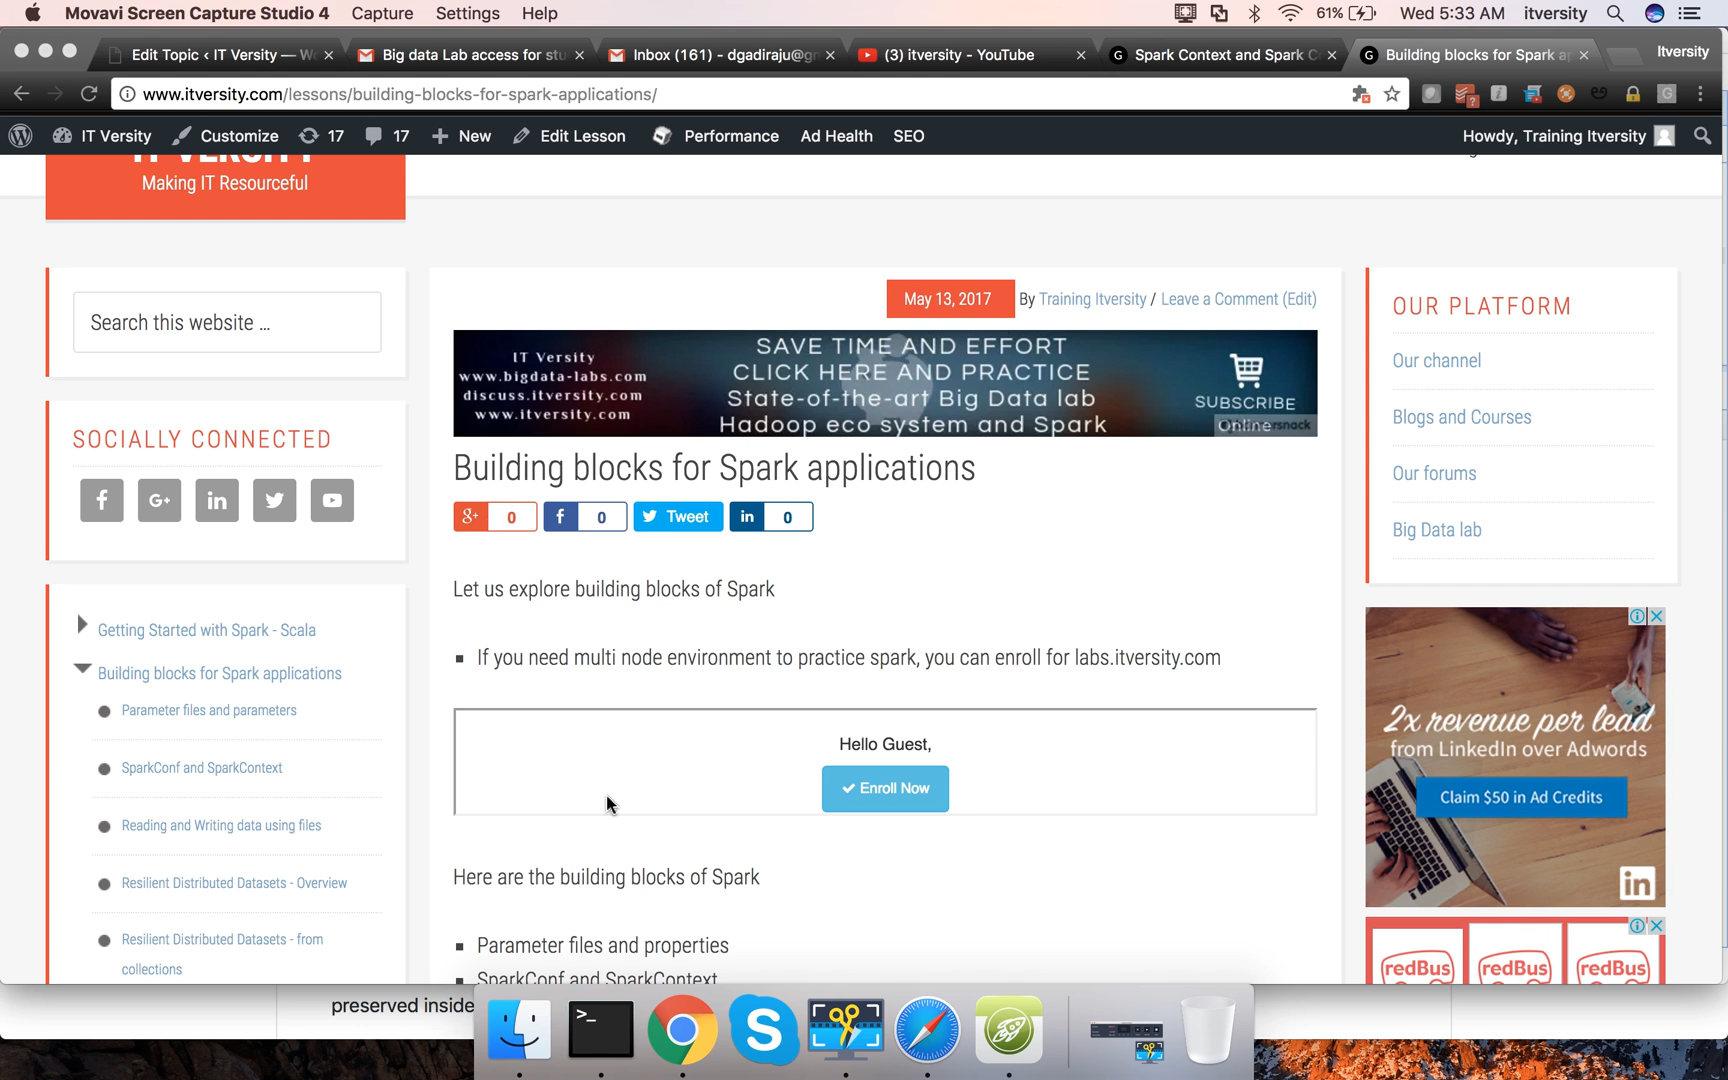 Movavi Screen Capture Studio 4 Capture Settings Help 61% Wed 5:33 AM itversity
Edit Topic ‹ IT Versity — Wo
Big data Lab access for stu
Inbox (161) - dgadiraju@gm
(3) itversity - YouTube
Spark Context and Spark C
Building blocks for Spark ap
Itversity
www.itversity.com/lessons/building-blocks-for-spark-applications/
IT Versity Customize 17 17 New Edit Lesson Performance Ad Health SEO Howdy, Training Itversity
IT VERSITY
Making IT Resourceful
Search this website ...
SOCIALLY CONNECTED
f G+ in
Getting Started with Spark - Scala
Building blocks for Spark applications
Parameter files and parameters
SparkConf and SparkContext
Reading and Writing data using files
Resilient Distributed Datasets - Overview
Resilient Distributed Datasets - from
collections
May 13, 2017 By Training Itversity / Leave a Comment (Edit)
IT Versity
www.bigdata-labs.com
discuss.itversity.com
www.itversity.com
SAVE TIME AND EFFORT
CLICK HERE AND PRACTICE
State-of-the-art Big Data lab
Hadoop eco system and Spark
SUBSCRIBE
Online
Building blocks for Spark applications
g+ 0 f 0 Tweet in 0
Let us explore building blocks of Spark
If you need multi node environment to practice spark, you can enroll for labs.itversity.com
Hello Guest,
Enroll Now
Here are the building blocks of Spark
Parameter files and properties
SparkConf and SparkContext
OUR PLATFORM
Our channel
Blogs and Courses
Our forums
Big Data lab
2x revenue per lead
from LinkedIn over Adwords
Claim $50 in Ad Credits
in
redBus redBus redBus
preserved inside